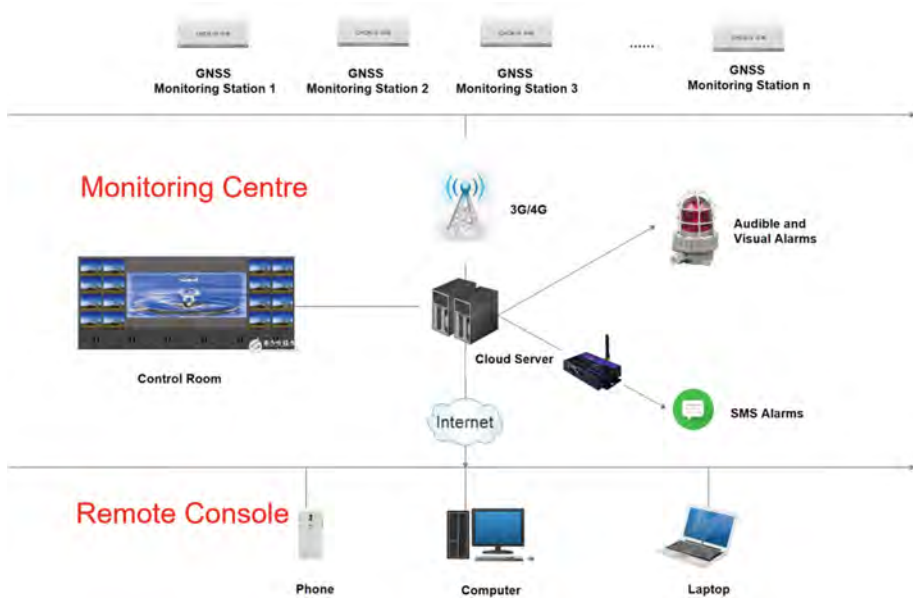 GNSS
Monitoring Station 1
GNSS
Monitoring Station 2
GNSS
Monitoring Station 3
......
GNSS
Monitoring Station n
Monitoring Centre
3G/4G
Audible and
Visual Alarms
Control Room
Cloud Server
SMS Alarms
Internet
Remote Console
Phone
Computer
Laptop